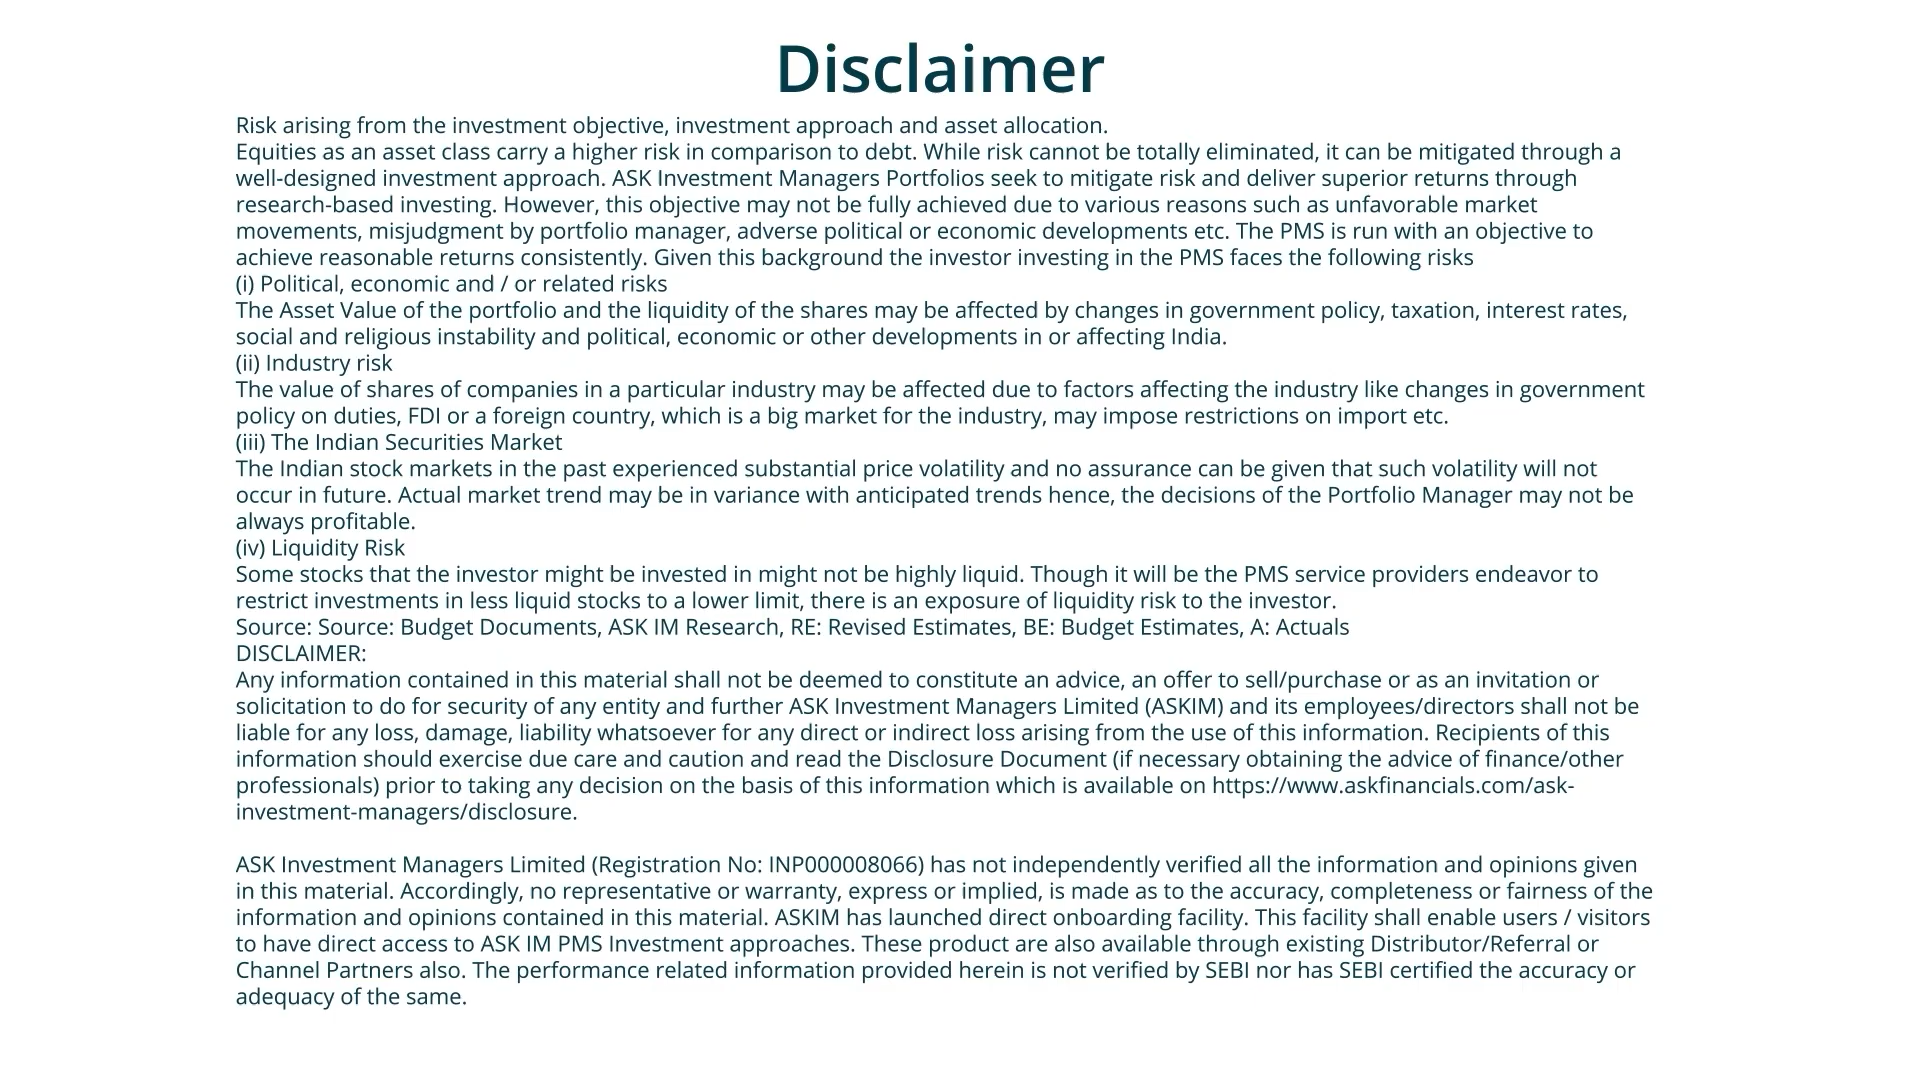 Disclaimer
Risk arising from the investment objective, investment approach and asset allocation.
Equities as an asset class carry a higher risk in comparison to debt. While risk cannot be totally eliminated, it can be mitigated through a
well-designed investment approach. ASK Investment Managers Portfolios seek to mitigate risk and deliver superior returns through
research-based investing. However, this objective may not be fully achieved due to various reasons such as unfavorable market
movements, misjudgment by portfolio manager, adverse political or economic developments etc. The PMS is run with an objective to
achieve reasonable returns consistently. Given this background the investor investing in the PMS faces the following risks
(i) Political, economic and / or related risks
The Asset Value of the portfolio and the liquidity of the shares may be affected by changes in government policy, taxation, interest rates,
social and religious instability and political, economic or other developments in or affecting India.
(ii) Industry risk
The value of shares of companies in a particular industry may be affected due to factors affecting the industry like changes in government
policy on duties, FDI or a foreign country, which is a big market for the industry, may impose restrictions on import etc.
(iii) The Indian Securities Market
The Indian stock markets in the past experienced substantial price volatility and no assurance can be given that such volatility will not
occur in future. Actual market trend may be in variance with anticipated trends hence, the decisions of the Portfolio Manager may not be
always profitable.
(iv) Liquidity Risk
Some stocks that the investor might be invested in might not be highly liquid. Though it will be the PMS service providers endeavor to
restrict investments in less liquid stocks to a lower limit, there is an exposure of liquidity risk to the investor.
Source: Source: Budget Documents, ASK IM Research, RE: Revised Estimates, BE: Budget Estimates, A: Actuals
DISCLAIMER:
Any information contained in this material shall not be deemed to constitute an advice, an offer to sell/purchase or as an invitation or
solicitation to do for security of any entity and further ASK Investment Managers Limited (ASKIM) and its employees/directors shall not be
liable for any loss, damage, liability whatsoever for any direct or indirect loss arising from the use of this information. Recipients of this
information should exercise due care and caution and read the Disclosure Document (if necessary obtaining the advice of finance/other
professionals) prior to taking any decision on the basis of this information which is available on https://www.askfinancials.com/ask-
investment-managers/disclosure.
ASK Investment Managers Limited (Registration No: INP000008066) has not independently verified all the information and opinions given
in this material. Accordingly, no representative or warranty, express or implied, is made as to the accuracy, completeness or fairness of the
information and opinions contained in this material. ASKIM has launched direct onboarding facility. This facility shall enable users / visitors
to have direct access to ASK IM PMS Investment approaches. These product are also available through existing Distributor/Referral or
Channel Partners also. The performance related information provided herein is not verified by SEBI nor has SEBI certified the accuracy or
adequacy of the same.